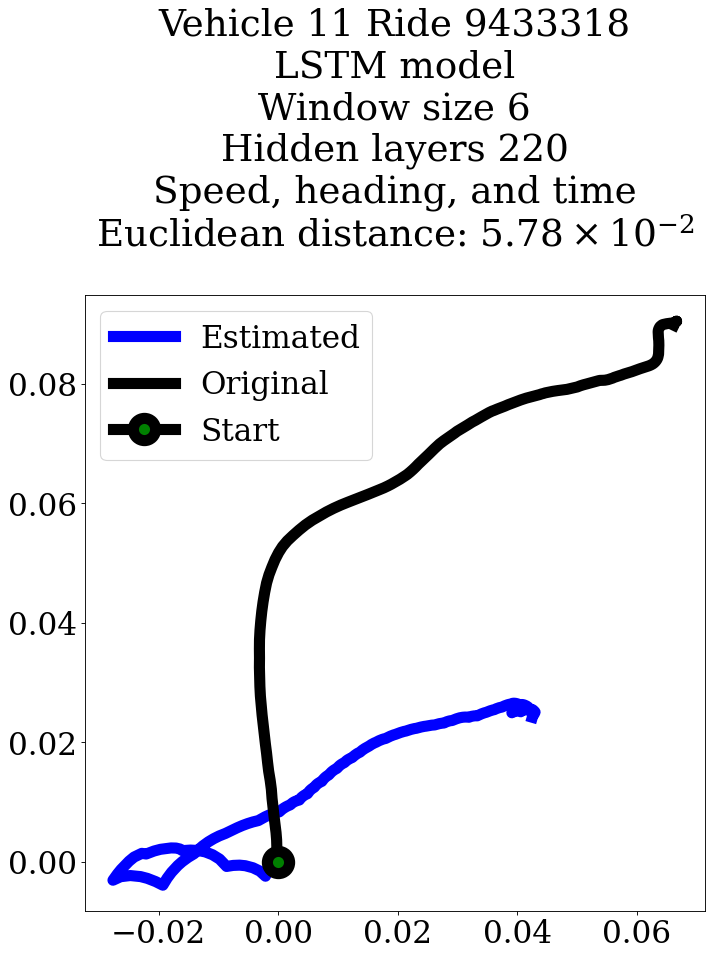 Vehicle 11 Ride 9433318
LSTM model
Window size 6
Hidden layers 220
Speed, heading, and time
Euclidean distance: 5.78 × 10⁻²
Estimated
Original
Start
0.08
0.06
0.04
0.02
0.00
−0.02 0.00 0.02 0.04 0.06